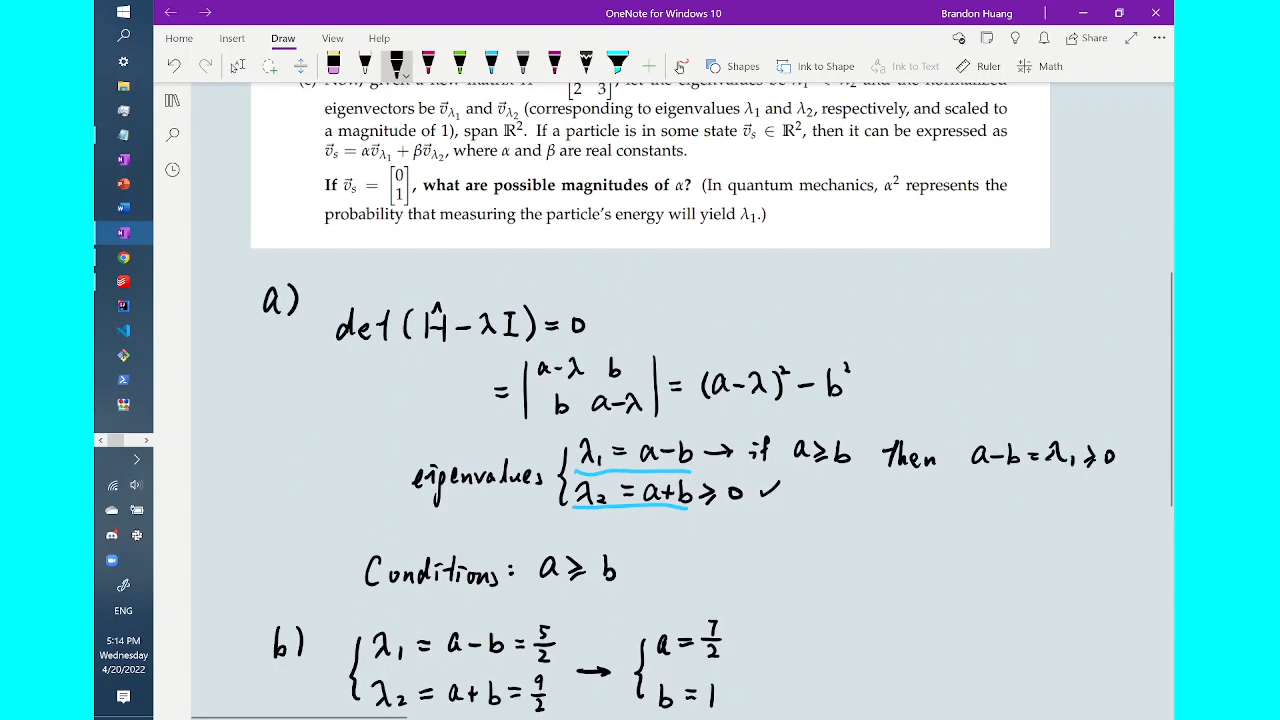 OneNote for Windows 10
Brandon Huang
Home Insert Draw View Help
Share
Shapes Ink to Shape Ink to Text Ruler Math
eigenvectors be v⃗λ₁ and v⃗λ₂ (corresponding to eigenvalues λ₁ and λ₂, respectively, and scaled to
a magnitude of 1), span ℝ². If a particle is in some state v⃗ₛ ∈ ℝ², then it can be expressed as
v⃗ₛ = αv⃗λ₁ + βv⃗λ₂, where α and β are real constants.
If v⃗ₛ = [0 1], what are possible magnitudes of α? (In quantum mechanics, α² represents the
probability that measuring the particle's energy will yield λ₁.)
a)
det(Ĥ - λI) = 0
= |a-λ b
b a-λ| = (a-λ)² - b²
eigenvalues { λ₁ = a-b → if a ≥ b then a-b = λ₁ ≥ 0
λ₂ = a+b ≥ 0 ✓
Conditions: a ≥ b
b) { λ₁ = a - b = 5/2 → { a = 7/2
λ₂ = a + b = 9/2 b = 1
ENG
5:14 PM
Wednesday
4/20/2022